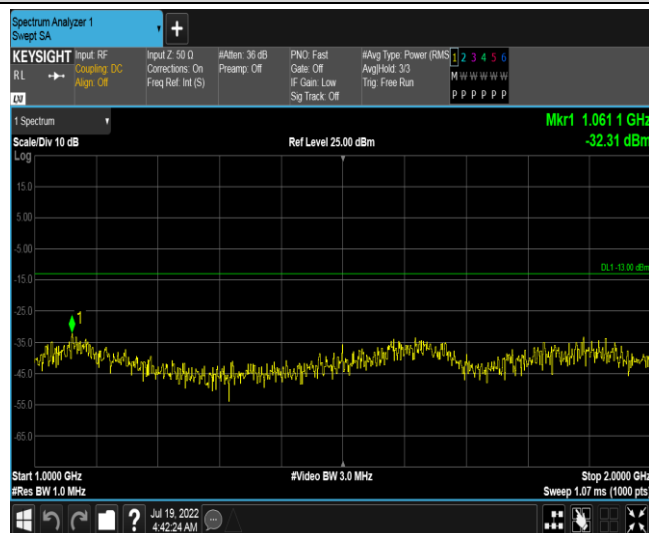 Spectrum Analyzer 1
Swept SA
+
KEYSIGHT Input: RF Input Z: 50 Ω #Atten: 36 dB PNO: Fast #Avg Type: Power (RMS 1 2 3 4 5 6
RL Coupling: DC Corrections: On Preamp: Off Gate: Off Avg|Hold: 3/3 M W W W W W
Align: Off Freq Ref: Int (S) IF Gain: Low Trig: Free Run
Sig Track: Off P P P P P P
LXI
1 Spectrum Mkr1 1.061 1 GHz
Scale/Div 10 dB Ref Level 25.00 dBm -32.31 dBm
Log
15.0
5.00
-5.00
DL1 -13.00 dBm
-15.0
-25.0
1
-35.0
-45.0
-55.0
-65.0
Start 1.0000 GHz #Video BW 3.0 MHz Stop 2.0000 GHz
#Res BW 1.0 MHz Sweep 1.07 ms (1000 pts)
? Jul 19, 2022
4:42:24 AM